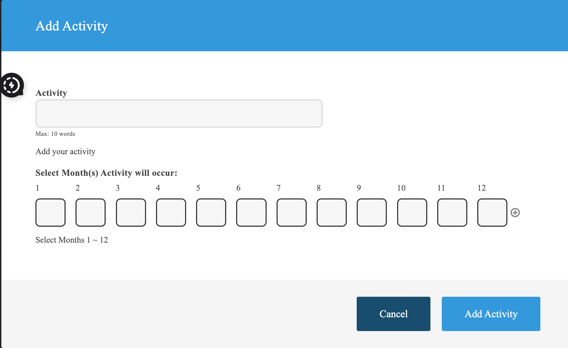 Add Activity
Activity
Max: 10 words
Add your activity
Select Month(s) Activity will occur:
1 2 3 4 5 6 7 8 9 10 11 12
Select Months 1 ~ 12
Cancel Add Activity